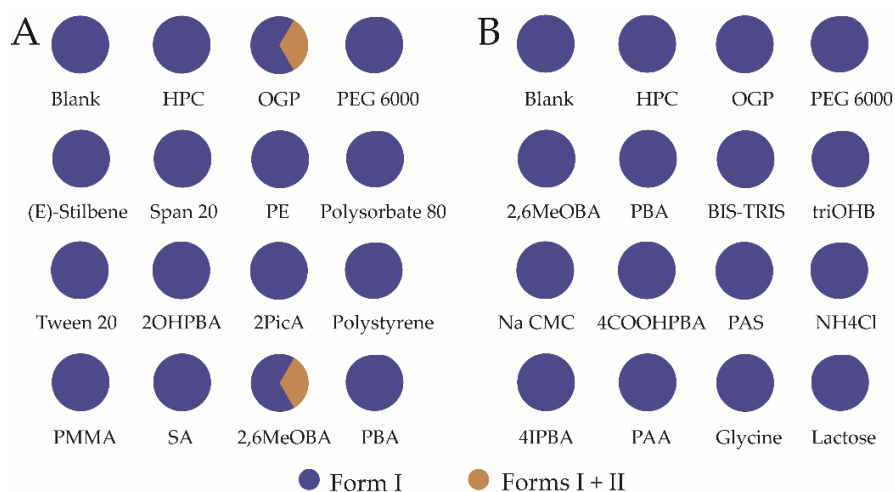 A
Blank HPC OGP PEG 6000
(E)-Stilbene Span 20 PE Polysorbate 80
Tween 20 2OHPBA 2PicA Polystyrene
PMMA SA 2,6MeOBA PBA
B
Blank HPC OGP PEG 6000
2,6MeOBA PBA BIS-TRIS triOHB
Na CMC 4COOHPBA PAS NH4Cl
4IPBA PAA Glycine Lactose
Form I Forms I + II